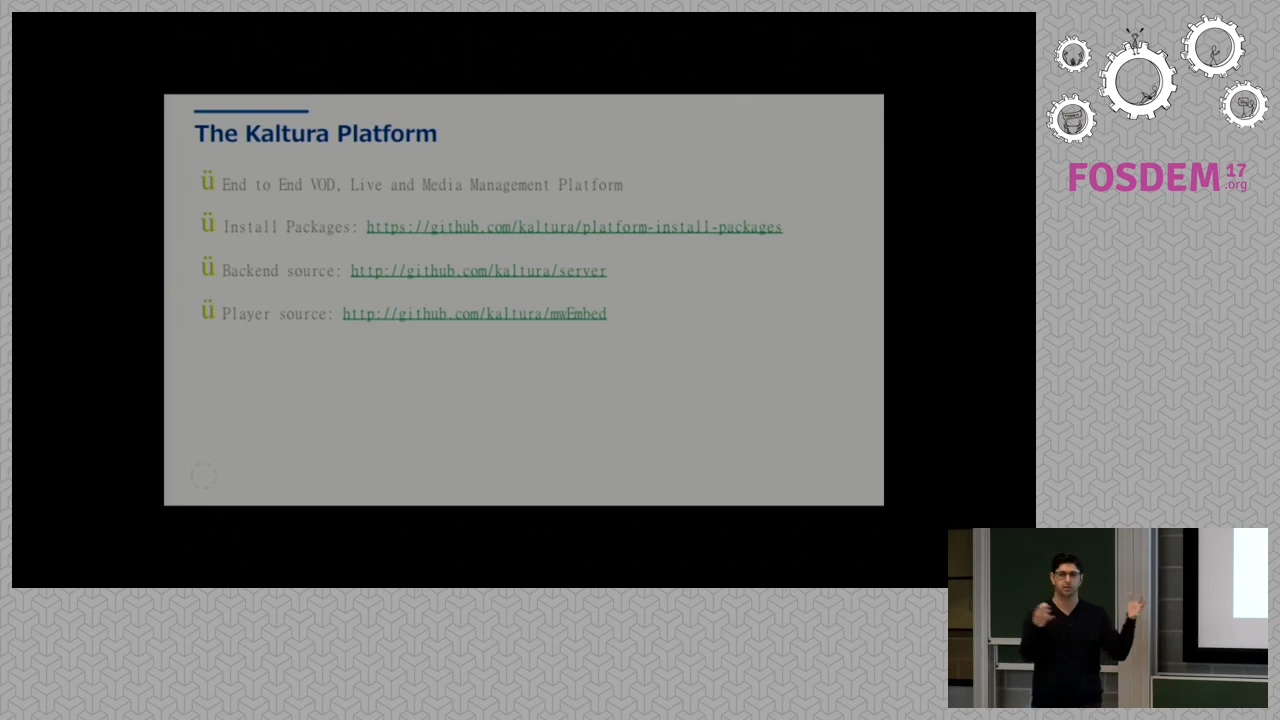 The Kaltura Platform
ü End to End VOD, Live and Media Management Platform
ü Install Packages: https://github.com/kaltura/platform-install-packages
ü Backend source: http://github.com/kaltura/server
ü Player source: http://github.com/kaltura/mwEmbed
FOSDEM 17
.org